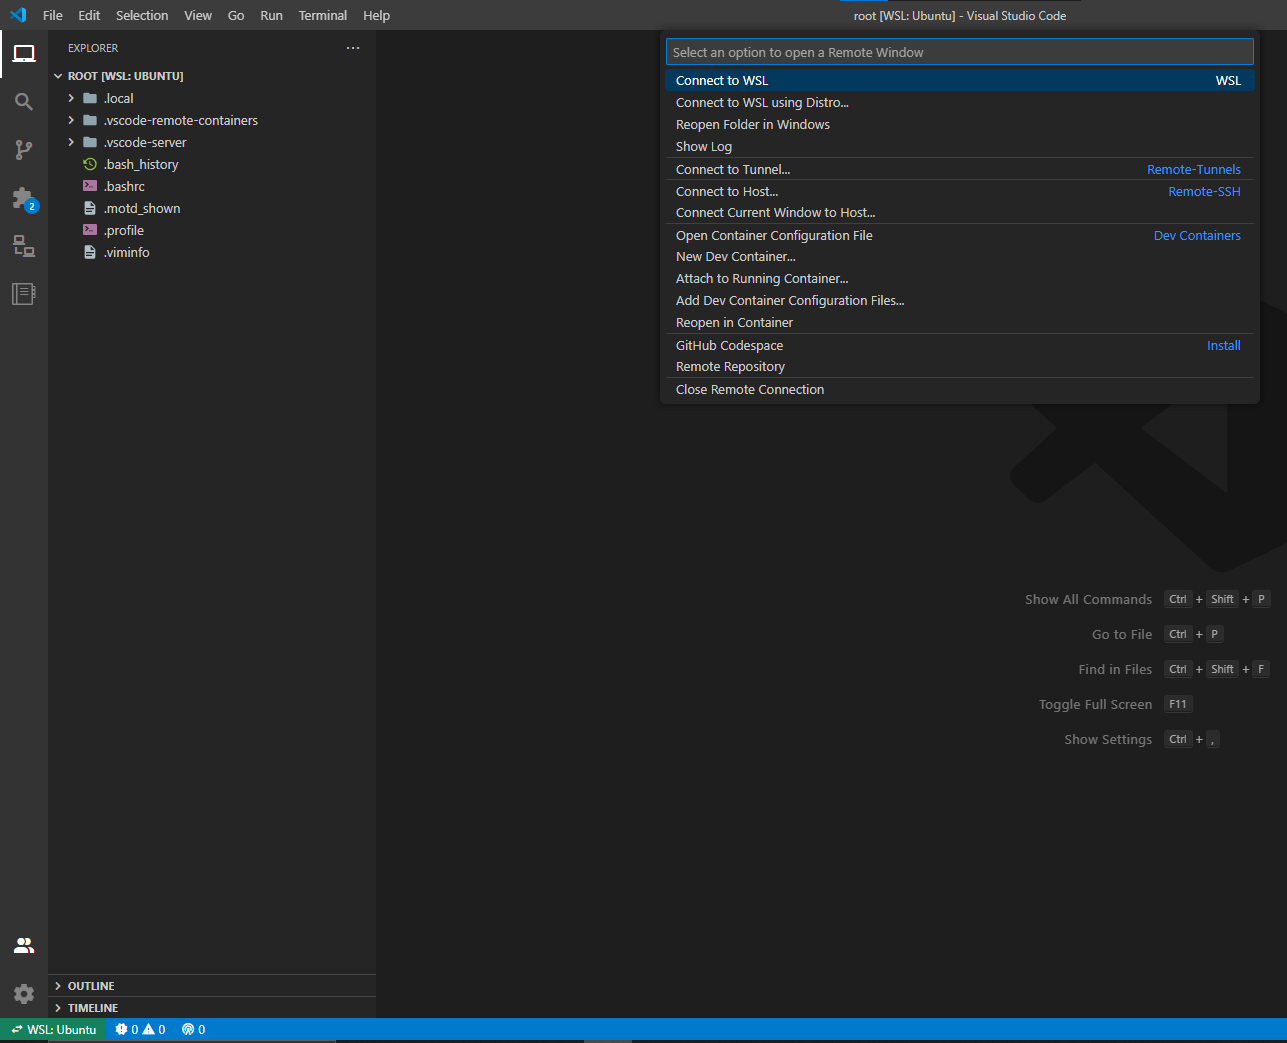 File Edit Selection View Go Run Terminal Help
root [WSL: Ubuntu] - Visual Studio Code
EXPLORER
ROOT [WSL: UBUNTU]
.local
.vscode-remote-containers
.vscode-server
.bash_history
.bashrc
.motd_shown
.profile
.viminfo
2
Select an option to open a Remote Window
Connect to WSL WSL
Connect to WSL using Distro...
Reopen Folder in Windows
Show Log
Connect to Tunnel... Remote-Tunnels
Connect to Host... Remote-SSH
Connect Current Window to Host...
Open Container Configuration File Dev Containers
New Dev Container...
Attach to Running Container...
Add Dev Container Configuration Files...
Reopen in Container
GitHub Codespace Install
Remote Repository
Close Remote Connection
Show All Commands Ctrl + Shift + P
Go to File Ctrl + P
Find in Files Ctrl + Shift + F
Toggle Full Screen F11
Show Settings Ctrl + ,
OUTLINE
TIMELINE
WSL: Ubuntu 0 0 0